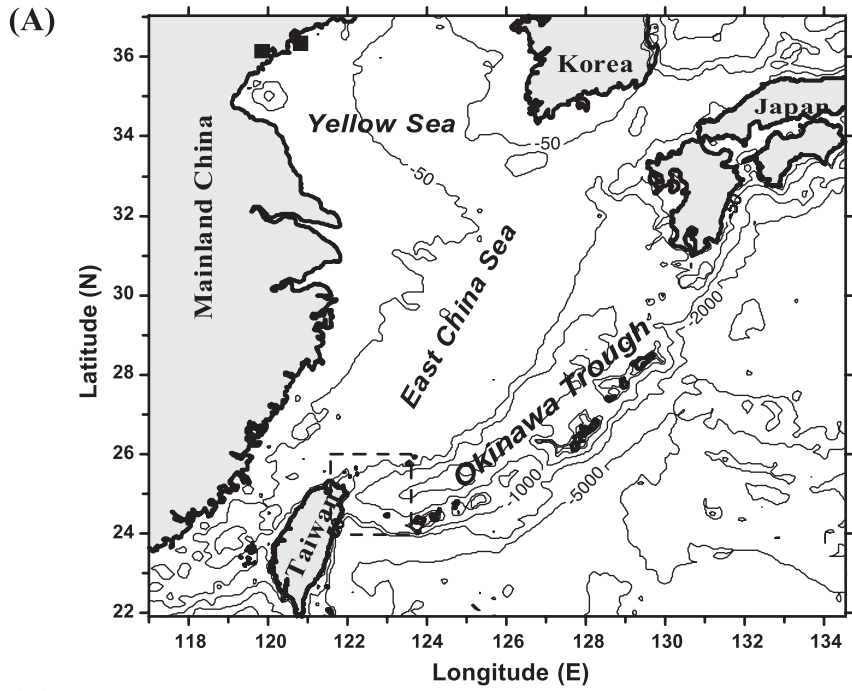 (A)
36
34
32
30
28
26
24
22
Latitude (N)
118
120
122
124
126
128
130
132
134
Longitude (E)
Korea
Japan
Yellow Sea
-50
-50
Mainland China
50
East China Sea
-2000
Okinawa Trough
-1000
-5000
Taiwan